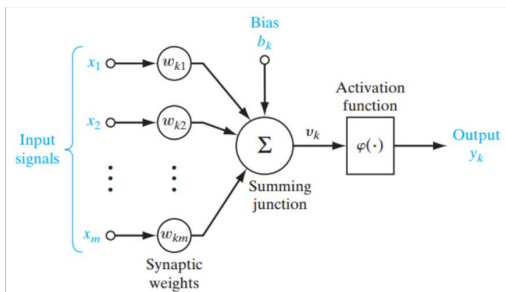 Bias
b_k
x_1
w_k1
Activation
function
x_2
w_k2
Input
signals
Σ
v_k
φ(·)
Output
y_k
Summing
junction
x_m
w_km
Synaptic
weights